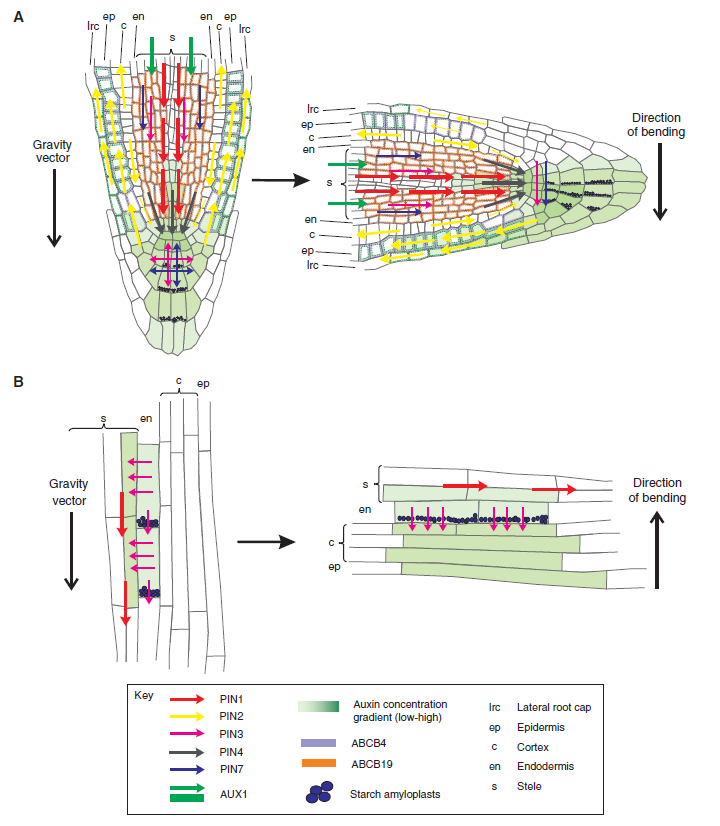 A
lrc ep c en s en c ep lrc
Gravity
vector
lrc
ep
c
en
s
en
c
ep
lrc
Direction
of bending
B
s en c ep
Gravity
vector
s
en
c
ep
Direction
of bending
Key
PIN1
PIN2
PIN3
PIN4
PIN7
AUX1
Auxin concentration
gradient (low-high)
ABCB4
ABCB19
Starch amyloplasts
lrc Lateral root cap
ep Epidermis
c Cortex
en Endodermis
s Stele